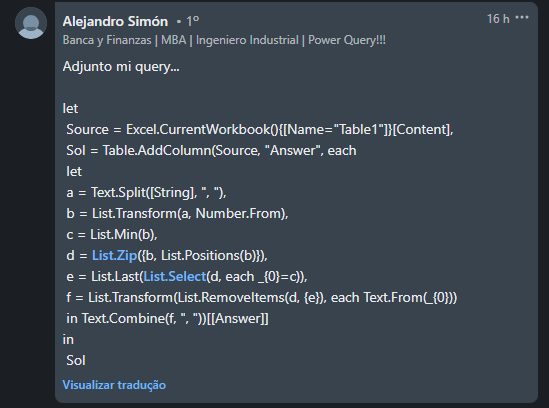 Alejandro Simón • 1º
16 h •••
Banca y Finanzas | MBA | Ingeniero Industrial | Power Query!!!
Adjunto mi query...
let
Source = Excel.CurrentWorkbook(){[Name="Table1"]}[Content],
Sol = Table.AddColumn(Source, "Answer", each
let
a = Text.Split([String], ", "),
b = List.Transform(a, Number.From),
c = List.Min(b),
d = List.Zip({b, List.Positions(b)}),
e = List.Last(List.Select(d, each _{0}=c)),
f = List.Transform(List.RemoveItems(d, {e}), each Text.From(_{0}))
in Text.Combine(f, ", "))[[Answer]]
in
Sol
Visualizar tradução